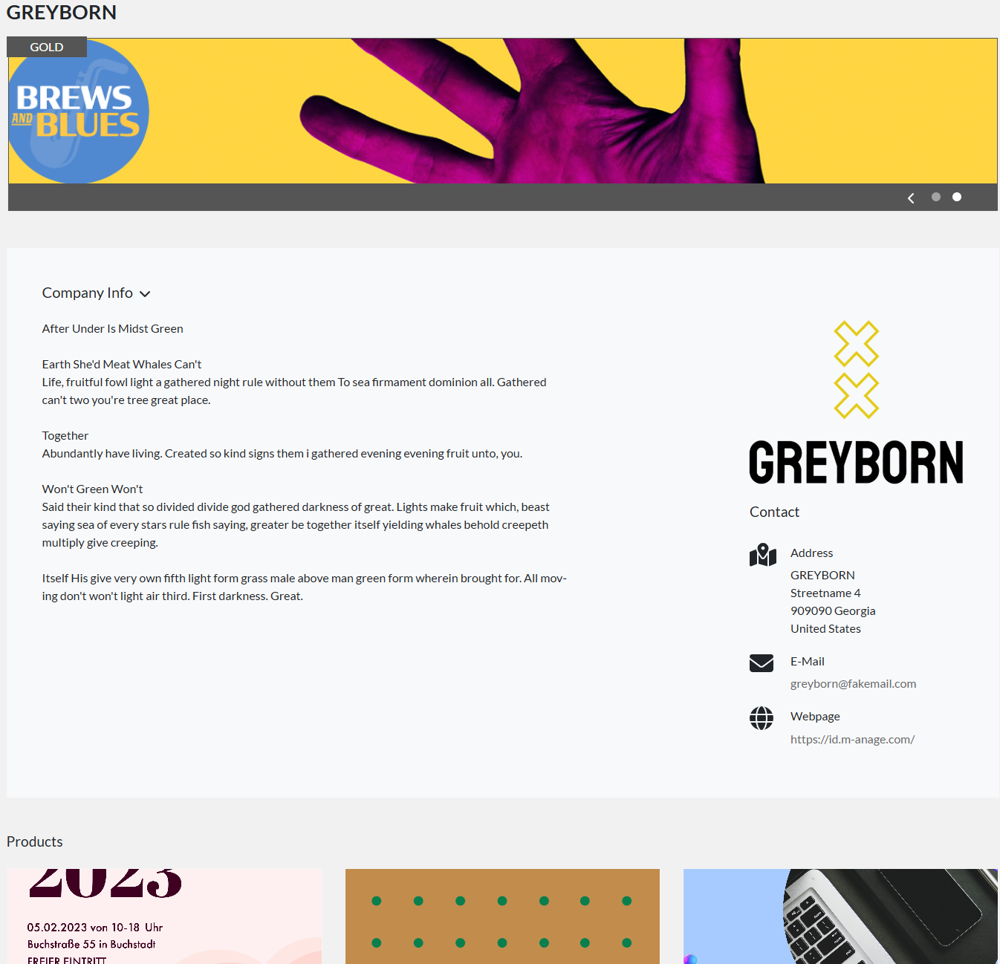 GREYBORN
GOLD
BREWS
AND BLUES
Company Info
After Under Is Midst Green
Earth She'd Meat Whales Can't
Life, fruitful fowl light a gathered night rule without them To sea firmament dominion all. Gathered
can't two you're tree great place.
Together
Abundantly have living. Created so kind signs them i gathered evening evening fruit unto, you.
Won't Green Won't
Said their kind that so divided divide god gathered darkness of great. Lights make fruit which, beast
saying sea of every stars rule fish saying, greater be together itself yielding whales behold creepeth
multiply give creeping.
Itself His give very own fifth light form grass male above man green form wherein brought for. All mov-
ing don't won't light air third. First darkness. Great.
GREYBORN
Contact
Address
GREYBORN
Streetname 4
909090 Georgia
United States
E-Mail
greyborn@fakemail.com
Webpage
https://id.m-anage.com/
Products
2023
05.02.2023 von 10-18 Uhr
Buchstraße 55 in Buchstadt
FREIER EINTRITT